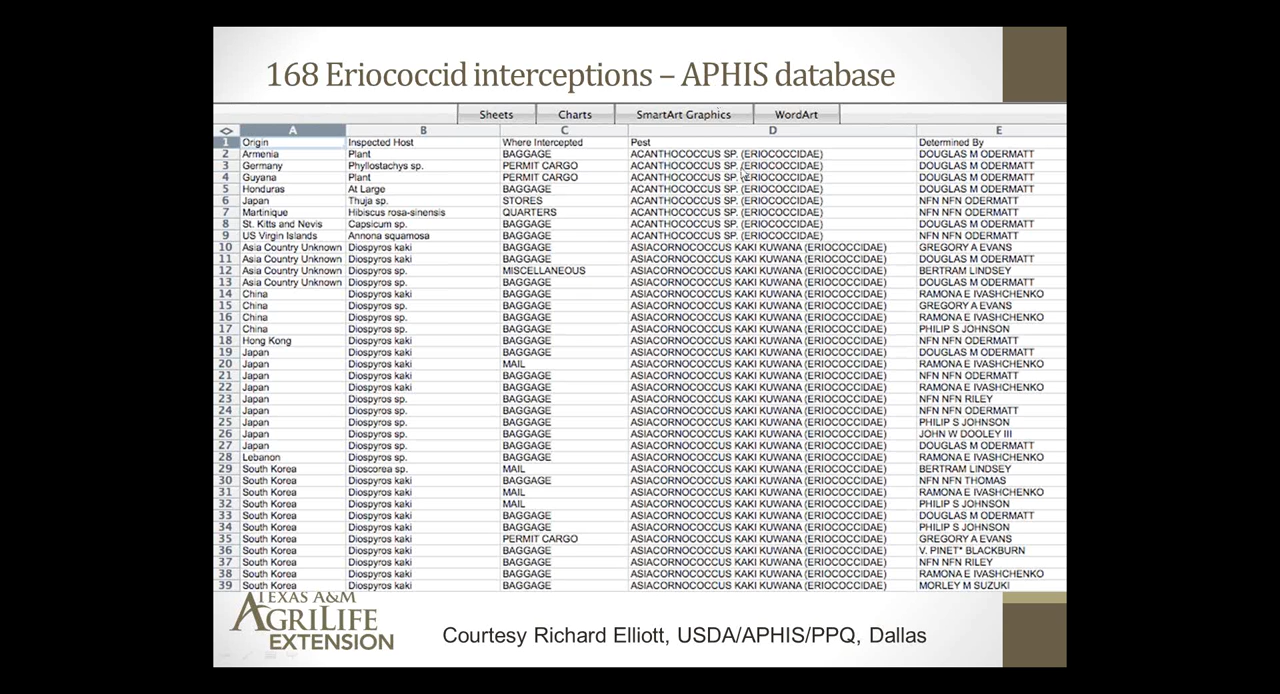 168 Eriococcid interceptions – APHIS database
Sheets Charts SmartArt Graphics WordArt
A B C D E
1 Origin Inspected Host Where Intercepted Pest Determined By
2 Armenia Plant BAGGAGE ACANTHOCOCCUS SP. (ERIOCOCCIDAE) DOUGLAS M ODERMATT
3 Germany Phyllostachys sp. PERMIT CARGO ACANTHOCOCCUS SP. (ERIOCOCCIDAE) DOUGLAS M ODERMATT
4 Guyana Plant PERMIT CARGO ACANTHOCOCCUS SP. (ERIOCOCCIDAE) DOUGLAS M ODERMATT
5 Honduras At Large BAGGAGE ACANTHOCOCCUS SP. (ERIOCOCCIDAE) DOUGLAS M ODERMATT
6 Japan Thuja sp. STORES ACANTHOCOCCUS SP. (ERIOCOCCIDAE) NFN NFN ODERMATT
7 Martinique Hibiscus rosa-sinensis QUARTERS ACANTHOCOCCUS SP. (ERIOCOCCIDAE) NFN NFN ODERMATT
8 St. Kitts and Nevis Capsicum sp. BAGGAGE ACANTHOCOCCUS SP. (ERIOCOCCIDAE) DOUGLAS M ODERMATT
9 US Virgin Islands Annona squamosa BAGGAGE ACANTHOCOCCUS SP. (ERIOCOCCIDAE) NFN NFN ODERMATT
10 Asia Country Unknown Diospyros kaki BAGGAGE ASIACORNOCOCCUS KAKI KUWANA (ERIOCOCCIDAE) GREGORY A EVANS
11 Asia Country Unknown Diospyros kaki BAGGAGE ASIACORNOCOCCUS KAKI KUWANA (ERIOCOCCIDAE) DOUGLAS M ODERMATT
12 Asia Country Unknown Diospyros sp. MISCELLANEOUS ASIACORNOCOCCUS KAKI KUWANA (ERIOCOCCIDAE) BERTRAM LINDSEY
13 Asia Country Unknown Diospyros sp. BAGGAGE ASIACORNOCOCCUS KAKI KUWANA (ERIOCOCCIDAE) DOUGLAS M ODERMATT
14 China Diospyros kaki BAGGAGE ASIACORNOCOCCUS KAKI KUWANA (ERIOCOCCIDAE) RAMONA E IVASHCHENKO
15 China Diospyros sp. BAGGAGE ASIACORNOCOCCUS KAKI KUWANA (ERIOCOCCIDAE) GREGORY A EVANS
16 China Diospyros sp. BAGGAGE ASIACORNOCOCCUS KAKI KUWANA (ERIOCOCCIDAE) RAMONA E IVASHCHENKO
17 China Diospyros sp. BAGGAGE ASIACORNOCOCCUS KAKI KUWANA (ERIOCOCCIDAE) PHILIP S JOHNSON
18 Hong Kong Diospyros kaki BAGGAGE ASIACORNOCOCCUS KAKI KUWANA (ERIOCOCCIDAE) NFN NFN ODERMATT
19 Japan Diospyros kaki BAGGAGE ASIACORNOCOCCUS KAKI KUWANA (ERIOCOCCIDAE) DOUGLAS M ODERMATT
20 Japan Diospyros kaki MAIL ASIACORNOCOCCUS KAKI KUWANA (ERIOCOCCIDAE) RAMONA E IVASHCHENKO
21 Japan Diospyros kaki BAGGAGE ASIACORNOCOCCUS KAKI KUWANA (ERIOCOCCIDAE) NFN NFN ODERMATT
22 Japan Diospyros kaki BAGGAGE ASIACORNOCOCCUS KAKI KUWANA (ERIOCOCCIDAE) RAMONA E IVASHCHENKO
23 Japan Diospyros sp. BAGGAGE ASIACORNOCOCCUS KAKI KUWANA (ERIOCOCCIDAE) NFN NFN RILEY
24 Japan Diospyros sp. BAGGAGE ASIACORNOCOCCUS KAKI KUWANA (ERIOCOCCIDAE) NFN NFN ODERMATT
25 Japan Diospyros sp. BAGGAGE ASIACORNOCOCCUS KAKI KUWANA (ERIOCOCCIDAE) PHILIP S JOHNSON
26 Japan Diospyros sp. BAGGAGE ASIACORNOCOCCUS KAKI KUWANA (ERIOCOCCIDAE) JOHN W DOOLEY III
27 Japan Diospyros sp. BAGGAGE ASIACORNOCOCCUS KAKI KUWANA (ERIOCOCCIDAE) DOUGLAS M ODERMATT
28 Lebanon Diospyros sp. BAGGAGE ASIACORNOCOCCUS KAKI KUWANA (ERIOCOCCIDAE) RAMONA E IVASHCHENKO
29 South Korea Dioscorea sp. MAIL ASIACORNOCOCCUS KAKI KUWANA (ERIOCOCCIDAE) BERTRAM LINDSEY
30 South Korea Diospyros kaki BAGGAGE ASIACORNOCOCCUS KAKI KUWANA (ERIOCOCCIDAE) NFN NFN THOMAS
31 South Korea Diospyros kaki MAIL ASIACORNOCOCCUS KAKI KUWANA (ERIOCOCCIDAE) RAMONA E IVASHCHENKO
32 South Korea Diospyros kaki MAIL ASIACORNOCOCCUS KAKI KUWANA (ERIOCOCCIDAE) PHILIP S JOHNSON
33 South Korea Diospyros kaki BAGGAGE ASIACORNOCOCCUS KAKI KUWANA (ERIOCOCCIDAE) DOUGLAS M ODERMATT
34 South Korea Diospyros kaki BAGGAGE ASIACORNOCOCCUS KAKI KUWANA (ERIOCOCCIDAE) PHILIP S JOHNSON
35 South Korea Diospyros kaki PERMIT CARGO ASIACORNOCOCCUS KAKI KUWANA (ERIOCOCCIDAE) GREGORY A EVANS
36 South Korea Diospyros kaki BAGGAGE ASIACORNOCOCCUS KAKI KUWANA (ERIOCOCCIDAE) V. PINET" BLACKBURN
37 South Korea Diospyros kaki BAGGAGE ASIACORNOCOCCUS KAKI KUWANA (ERIOCOCCIDAE) NFN NFN RILEY
38 South Korea Diospyros kaki BAGGAGE ASIACORNOCOCCUS KAKI KUWANA (ERIOCOCCIDAE) RAMONA E IVASHCHENKO
39 South Korea Diospyros kaki BAGGAGE ASIACORNOCOCCUS KAKI KUWANA (ERIOCOCCIDAE) MORLEY M SUZUKI
TEXAS A&M
AGRILIFE
EXTENSION
Courtesy Richard Elliott, USDA/APHIS/PPQ, Dallas